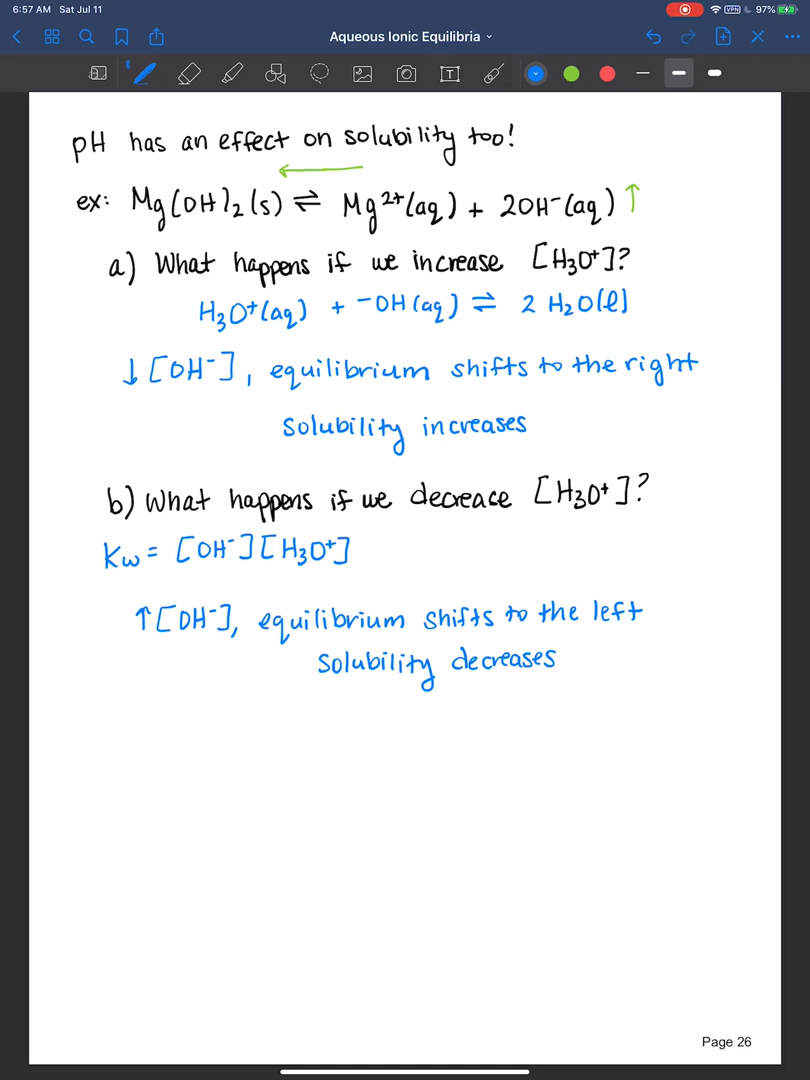 6:57 AM Sat Jul 11
VPN 97%
Aqueous Ionic Equilibria
T
pH has an effect on solubility too!
ex: Mg(OH)2(s) ⇌ Mg2+(aq) + 2OH-(aq) ↑
a) What happens if we increase [H3O+]?
H3O+(aq) + -OH(aq) ⇌ 2 H2O(l)
↓[OH-], equilibrium shifts to the right
solubility increases
b) What happens if we decrease [H3O+]?
Kw = [OH-][H3O+]
↑[OH-], equilibrium shifts to the left
solubility decreases
Page 26